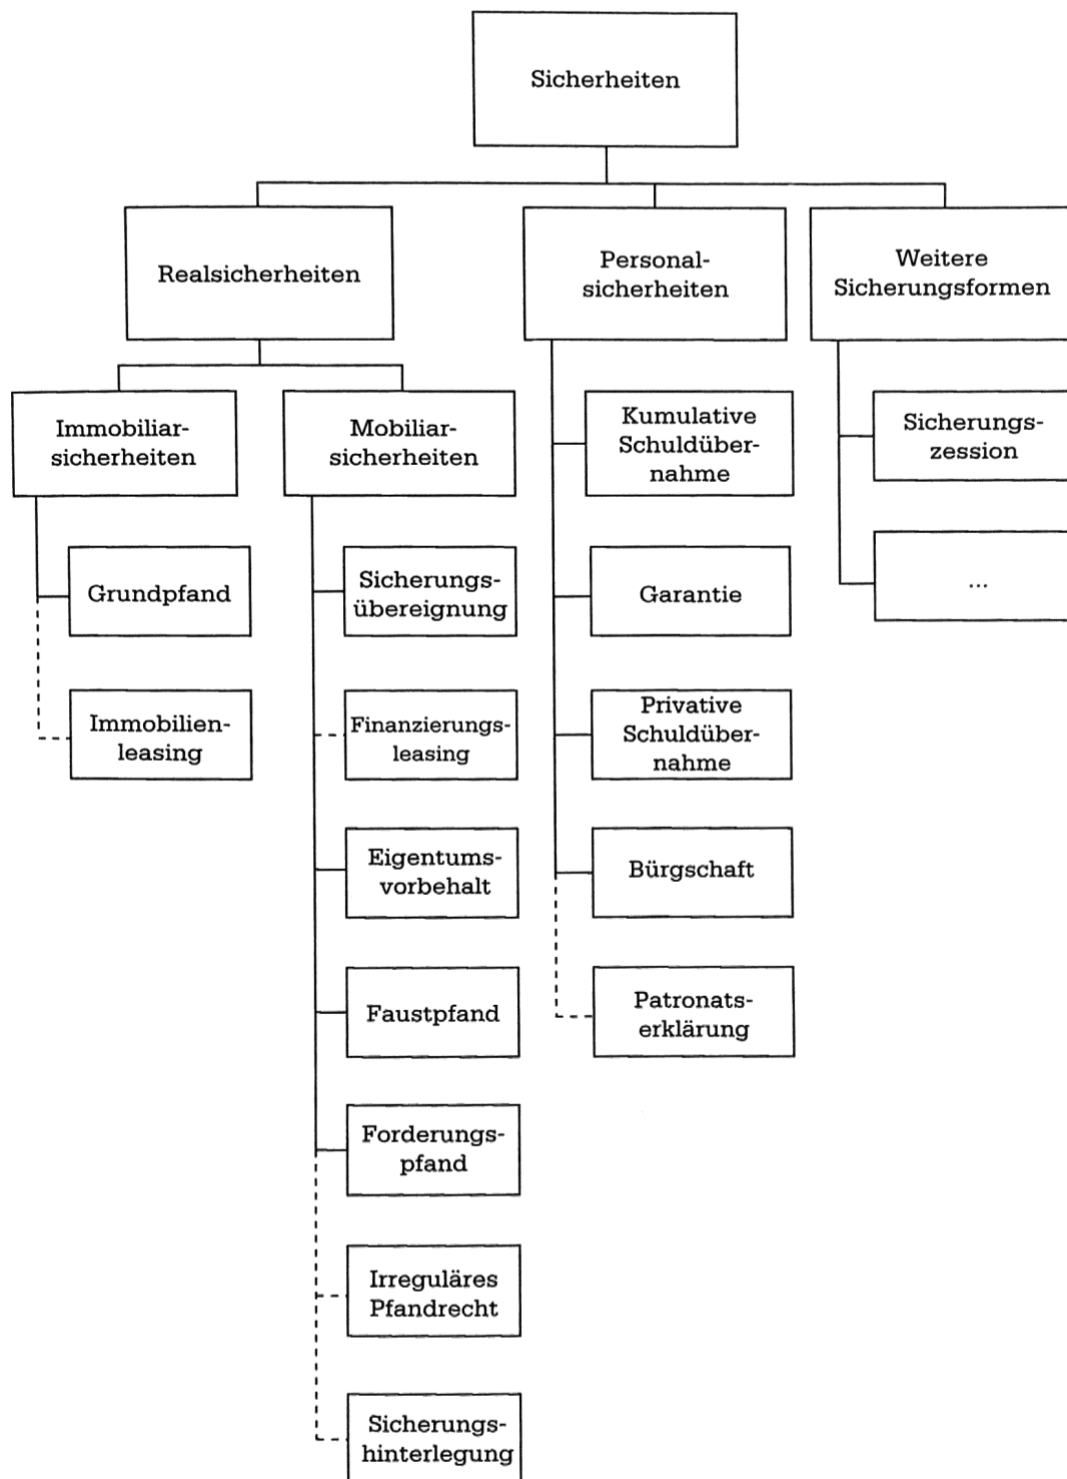 Sicherheiten
Realsicherheiten
Personal-
sicherheiten
Weitere
Sicherungsformen
Immobiliar-
sicherheiten
Mobiliar-
sicherheiten
Kumulative
Schuldüber-
nahme
Sicherungs-
zession
Grundpfand
Sicherungs-
übereignung
Garantie
...
Immobilien-
leasing
Finanzierungs-
leasing
Privative
Schuldüber-
nahme
Eigentums-
vorbehalt
Bürgschaft
Faustpfand
Patronats-
erklärung
Forderungs-
pfand
Irreguläres
Pfandrecht
Sicherungs-
hinterlegung